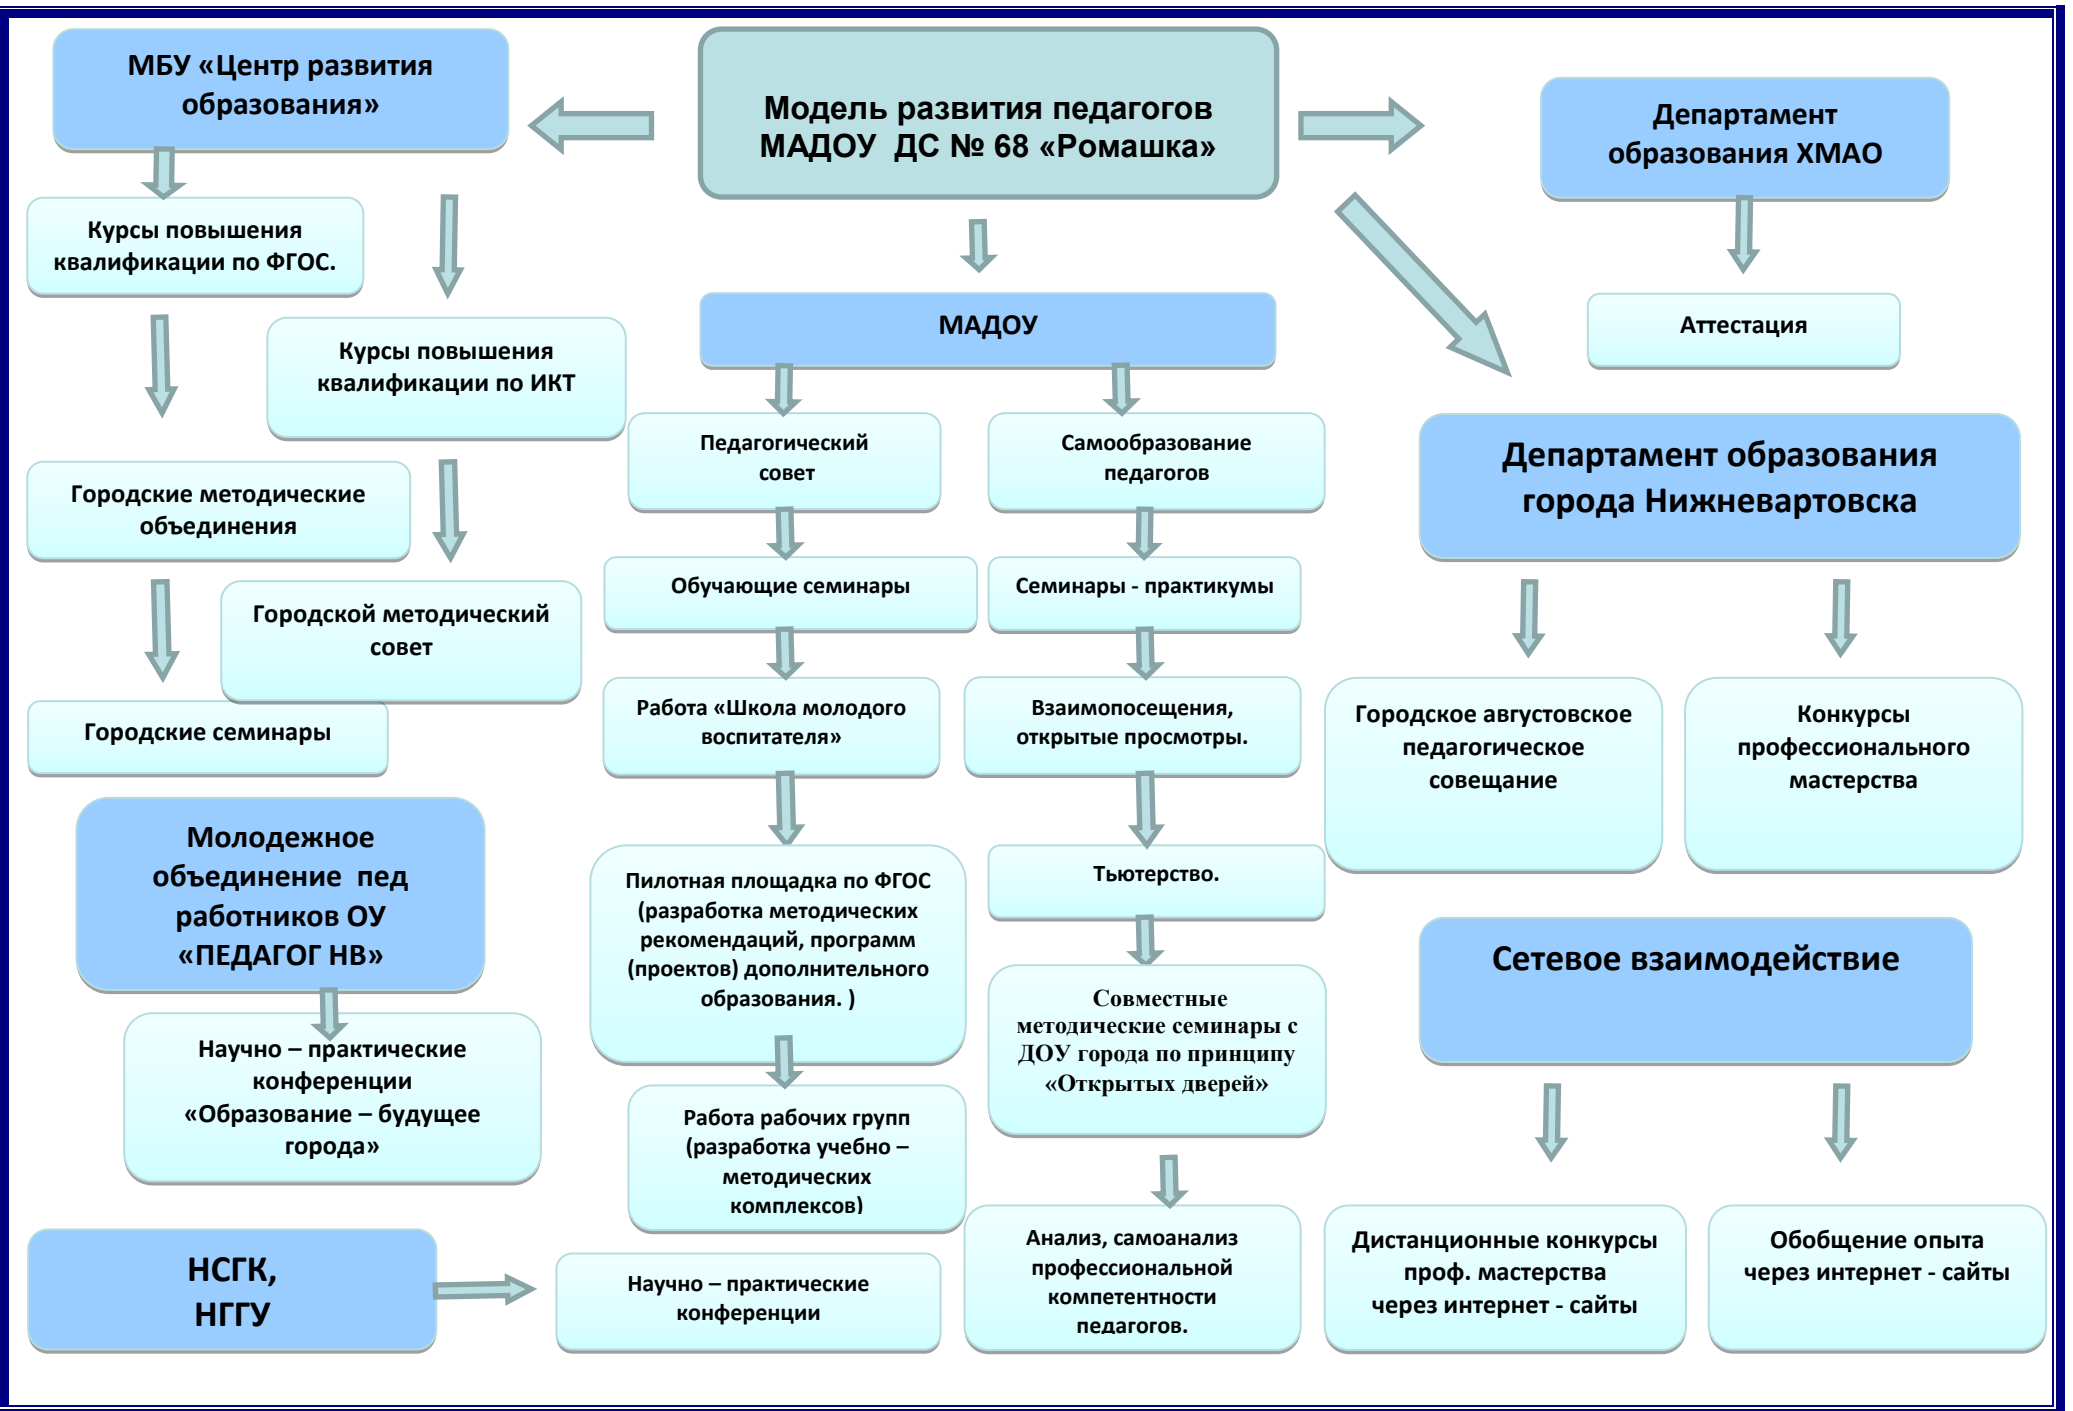 МБУ «Центр развития
образования»
Модель развития педагогов
МАДОУ ДС № 68 «Ромашка»
Департамент
образования ХМАО
Курсы повышения
квалификации по ФГОС.
Курсы повышения
квалификации по ИКТ
МАДОУ
Аттестация
Городские методические
объединения
Педагогический
совет
Самообразование
педагогов
Департамент образования
города Нижневартовска
Городской методический
совет
Обучающие семинары
Семинары - практикумы
Городские семинары
Работа «Школа молодого
воспитателя»
Взаимопосещения,
открытые просмотры.
Городское августовское
педагогическое
совещание
Конкурсы
профессионального
мастерства
Молодежное
объединение пед
работников ОУ
«ПЕДАГОГ НВ»
Пилотная площадка по ФГОС
(разработка методических
рекомендаций, программ
(проектов) дополнительного
образования. )
Тьютерство.
Сетевое взаимодействие
Научно – практические
конференции
«Образование – будущее
города»
Совместные
методические семинары с
ДОУ города по принципу
«Открытых дверей»
Работа рабочих групп
(разработка учебно –
методических
комплексов)
НСГК,
НГГУ
Научно – практические
конференции
Анализ, самоанализ
профессиональной
компетентности
педагогов.
Дистанционные конкурсы
проф. мастерства
через интернет - сайты
Обобщение опыта
через интернет - сайты